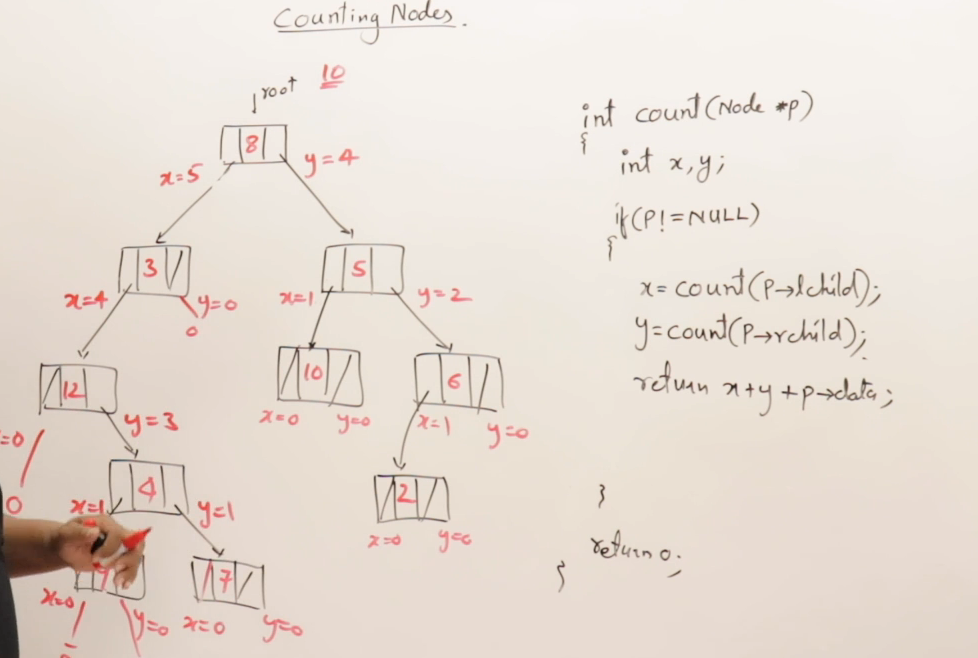 Counting Nodes.
root 10
8
x=5 y=4
3
5
x=4 y=0
x=1 y=2
0
12
10
6
y=3
x=0 y=0
x=1 y=0
=0
0
4
2
x=1 y=1
x=0
7
x=0 y=0
x=0 y=0
int count(Node *p)
{
int x,y;
if(P!=NULL)
{
x=count(P→lchild);
y=count(P→rchild);
return x+y+p→data;
}
return 0;
}